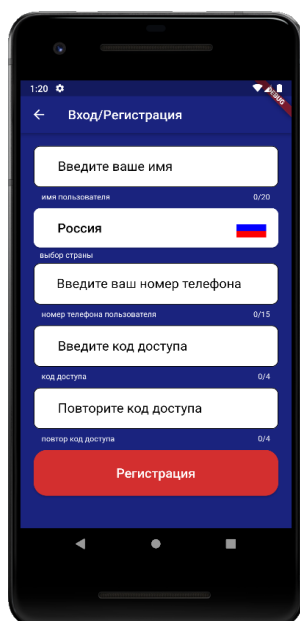 1:20
DEBUG
Вход/Регистрация
Введите ваше имя
имя пользователя 0/20
Россия
выбор страны
Введите ваш номер телефона
номер телефона пользователя 0/15
Введите код доступа
код доступа 0/4
Повторите код доступа
повтор код доступа 0/4
Регистрация